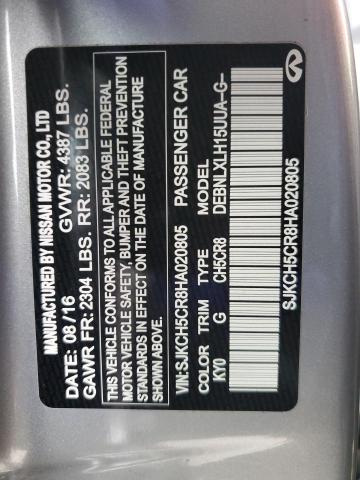 MANUFACTURED BY NISSAN MOTOR CO., LTD
DATE: 08/16 GVWR: 4387 LBS.
GAWR FR: 2304 LBS. RR: 2083 LBS.
THIS VEHICLE CONFORMS TO ALL APPLICABLE FEDERAL
MOTOR VEHICLE SAFETY, BUMPER AND THEFT PREVENTION
STANDARDS IN EFFECT ON THE DATE OF MANUFACTURE
SHOWN ABOVE.
VIN:SJKCH5CR8HA020805 PASSENGER CAR
COLOR TRIM TYPE MODEL
KY0 G CH5CR8 DEBNLXLH15UUA-G-
SJKCH5CR8HA020805